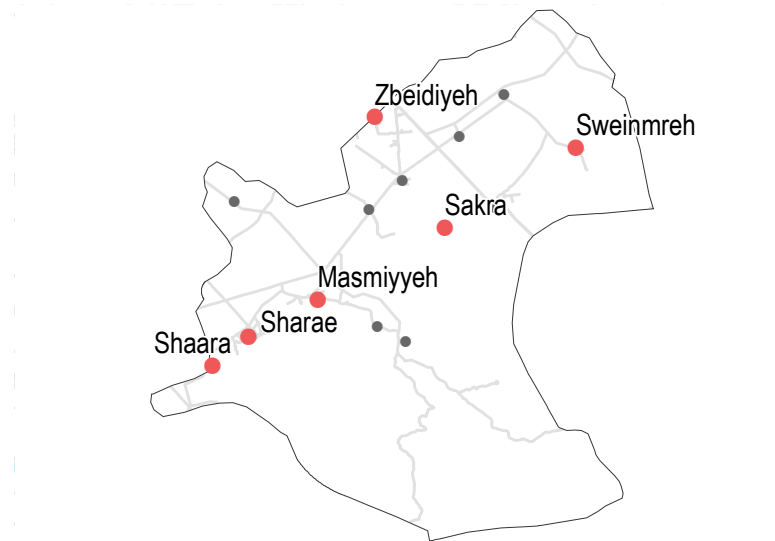 Zbeidiyeh
Sweinmreh
Sakra
Masmiyyeh
Sharae
Shaara